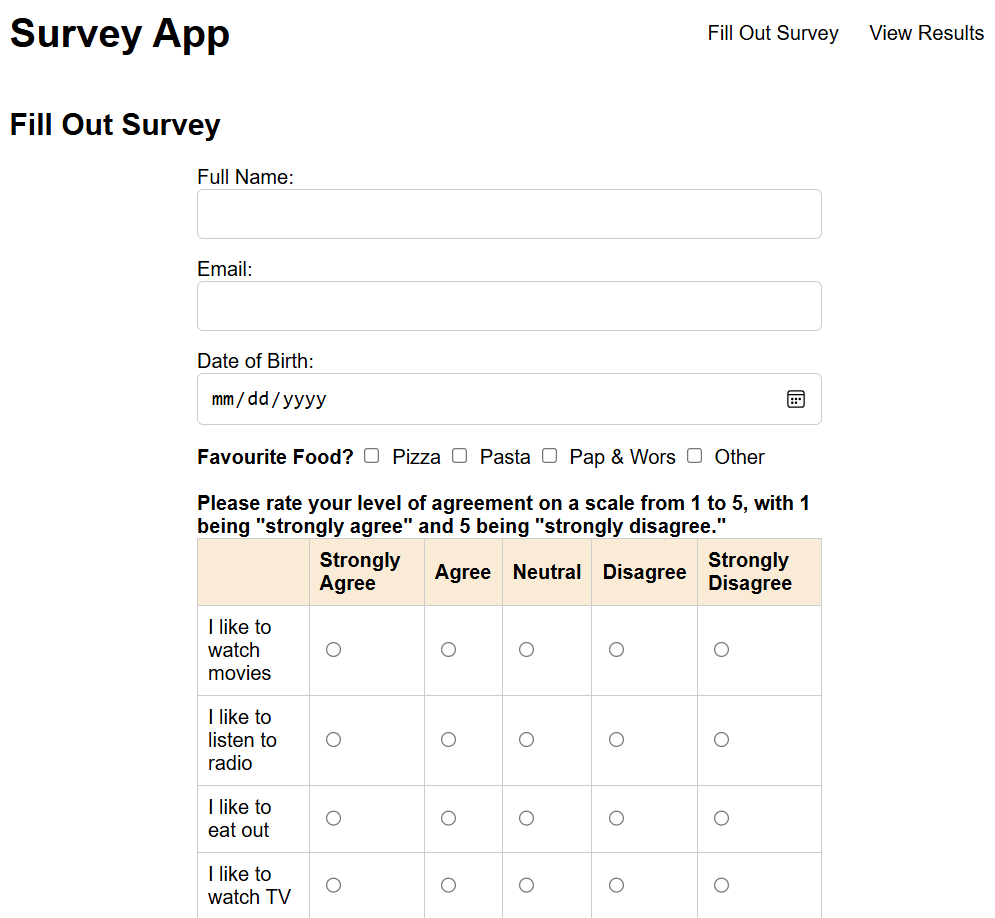 Survey App
Fill Out Survey
View Results
Fill Out Survey
Full Name:
Email:
Date of Birth:
mm/dd/yyyy
Favourite Food? Pizza Pasta Pap & Wors Other
Please rate your level of agreement on a scale from 1 to 5, with 1
being "strongly agree" and 5 being "strongly disagree."
Strongly Agree
Agree
Neutral
Disagree
Strongly Disagree
I like to
watch
movies
I like to
listen to
radio
I like to
eat out
I like to
watch TV